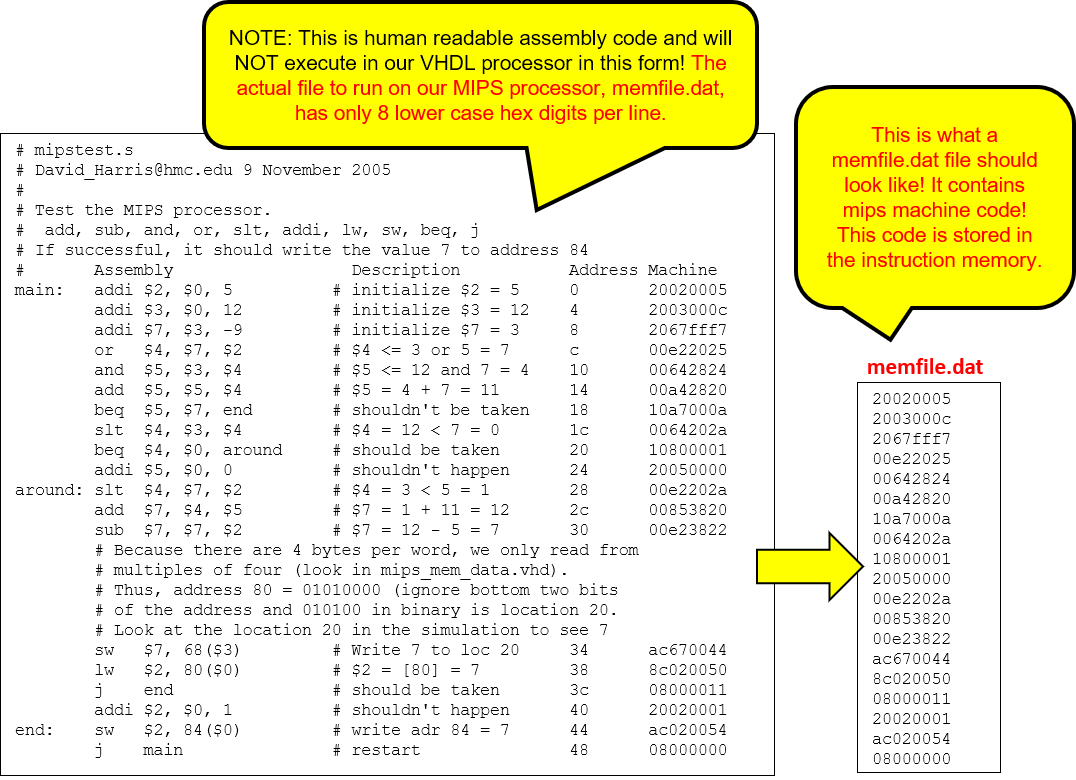 NOTE: This is human readable assembly code and will
NOT execute in our VHDL processor in this form! The
actual file to run on our MIPS processor, memfile.dat,
has only 8 lower case hex digits per line.
This is what a
memfile.dat file should
look like! It contains
mips machine code!
This code is stored in
the instruction memory.
# mipstest.s
# David_Harris@hmc.edu 9 November 2005
#
# Test the MIPS processor.
#  add, sub, and, or, slt, addi, lw, sw, beq, j
# If successful, it should write the value 7 to address 84
#       Assembly                  Description           Address Machine
main:   addi $2, $0, 5          # initialize $2 = 5    0       20020005
        addi $3, $0, 12         # initialize $3 = 12   4       2003000c
        addi $7, $3, -9         # initialize $7 = 3    8       2067fff7
        or   $4, $7, $2         # $4 <= 3 or 5 = 7     c       00e22025
        and  $5, $3, $4         # $5 <= 12 and 7 = 4   10      00642824
        add  $5, $5, $4         # $5 = 4 + 7 = 11      14      00a42820
        beq  $5, $7, end        # shouldn't be taken   18      10a7000a
        slt  $4, $3, $4         # $4 = 12 < 7 = 0      1c      0064202a
        beq  $4, $0, around     # should be taken      20      10800001
        addi $5, $0, 0          # shouldn't happen     24      20050000
around: slt  $4, $7, $2         # $4 = 3 < 5 = 1       28      00e2202a
        add  $7, $4, $5         # $7 = 1 + 11 = 12     2c      00853820
        sub  $7, $7, $2         # $7 = 12 - 5 = 7      30      00e23822
        # Because there are 4 bytes per word, we only read from
        # multiples of four (look in mips_mem_data.vhd).
        # Thus, address 80 = 01010000 (ignore bottom two bits
        # of the address and 010100 in binary is location 20.
        # Look at the location 20 in the simulation to see 7
        sw   $7, 68($3)         # Write 7 to loc 20    34      ac670044
        lw   $2, 80($0)         # $2 = [80] = 7        38      8c020050
        j    end                # should be taken      3c      08000011
        addi $2, $0, 1          # shouldn't happen     40      20020001
end:    sw   $2, 84($0)         # write adr 84 = 7     44      ac020054
        j    main               # restart              48      08000000
memfile.dat
20020005
2003000c
2067fff7
00e22025
00642824
00a42820
10a7000a
0064202a
10800001
20050000
00e2202a
00853820
00e23822
ac670044
8c020050
08000011
20020001
ac020054
08000000